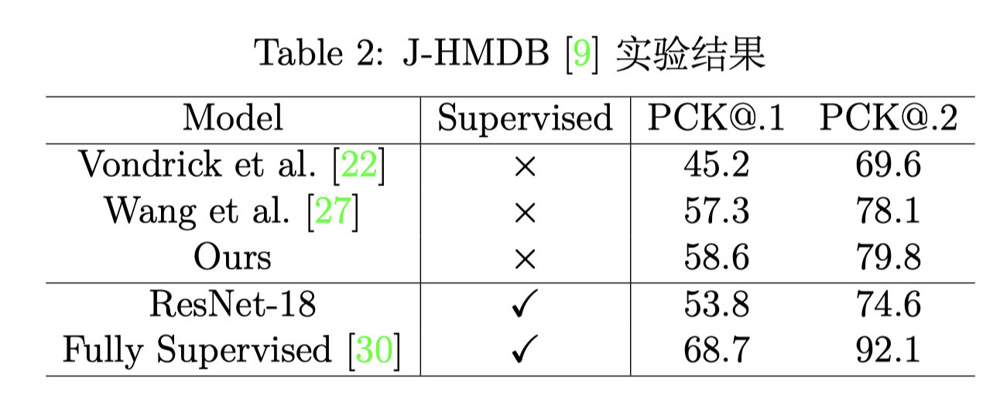 Table 2: J-HMDB [9] 实验结果
Model Supervised PCK@.1 PCK@.2
Vondrick et al. [22] × 45.2 69.6
Wang et al. [27] × 57.3 78.1
Ours × 58.6 79.8
ResNet-18 ✓ 53.8 74.6
Fully Supervised [30] ✓ 68.7 92.1